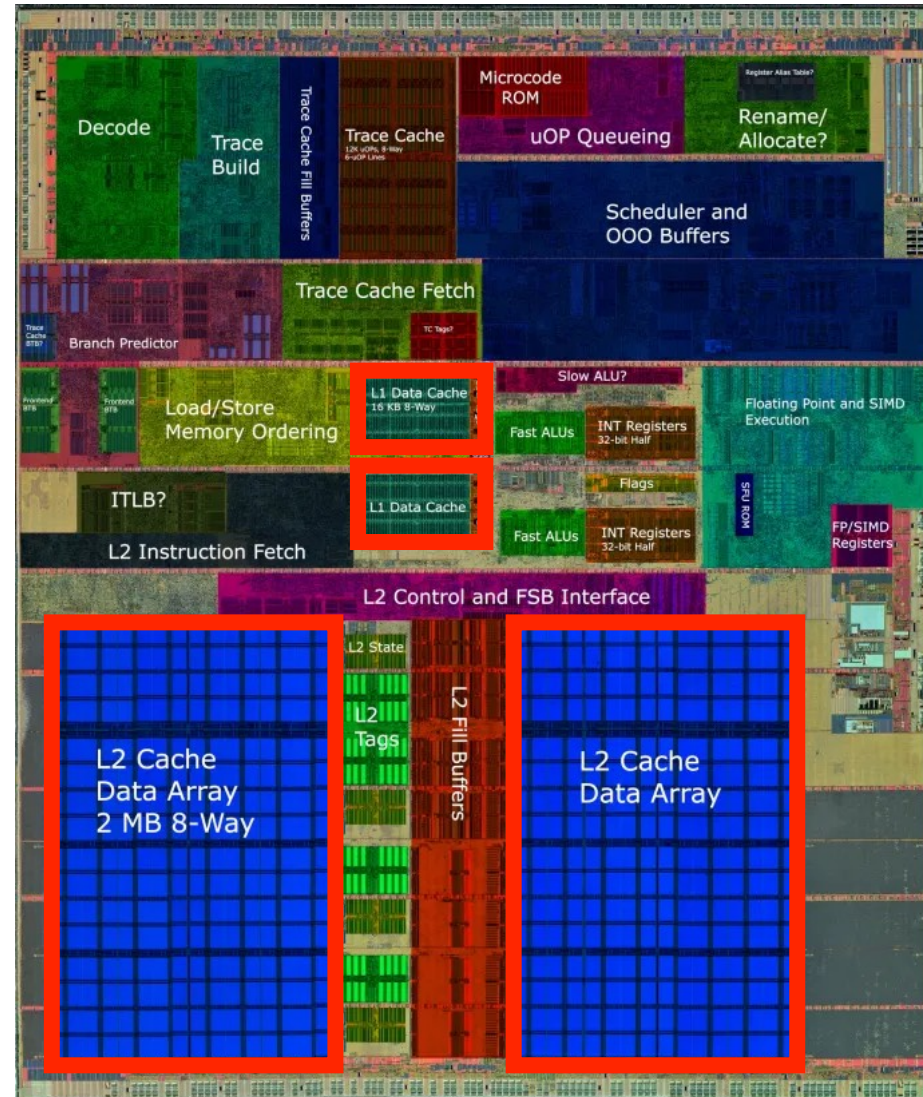 Decode
Trace
Build
Trace Cache Fill Buffers
Trace Cache
12K uOPs, 8-Way
6-uOP Lines
Microcode
ROM
uOP Queueing
Register Alias Table?
Rename/
Allocate?
Scheduler and
OOO Buffers
Trace Cache Fetch
TC Tags?
Trace
Cache
BTB?
Branch Predictor
Frontend
BTB
Frontend
BTB
Load/Store
Memory Ordering
L1 Data Cache
16 KB 8-Way
Slow ALU?
Fast ALUs
INT Registers
32-bit Half
Floating Point and SIMD
Execution
ITLB?
L2 Instruction Fetch
L1 Data Cache
Flags
Fast ALUs
INT Registers
32-bit Half
SFU ROM
FP/SIMD
Registers
L2 Control and FSB Interface
L2 State
L2
Tags
L2 Fill Buffers
L2 Cache
Data Array
2 MB 8-Way
L2 Cache
Data Array